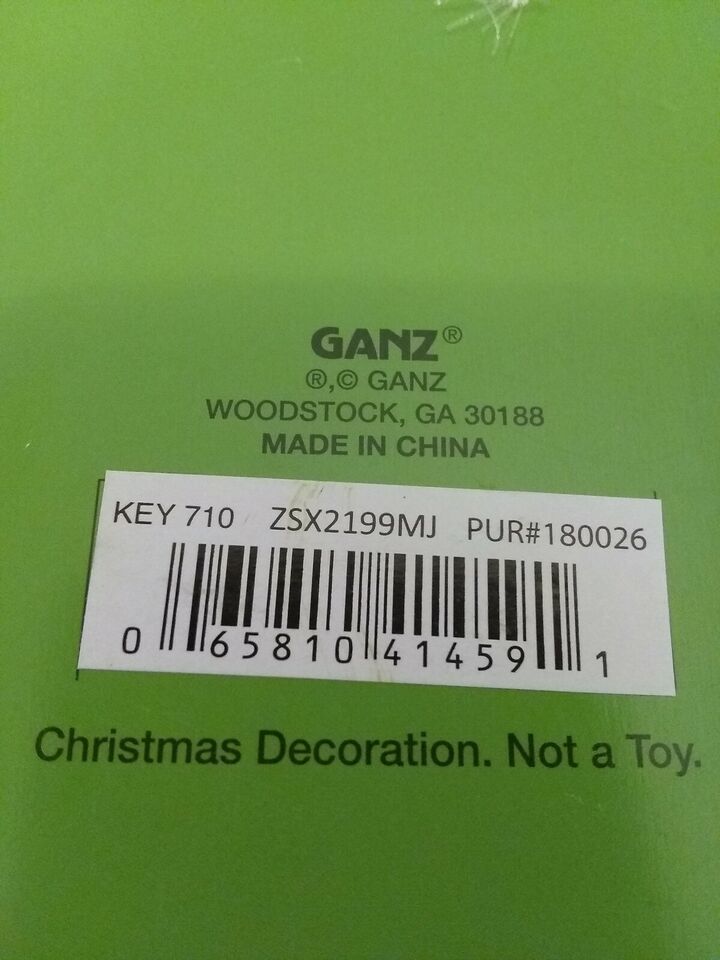 GANZ®
®,© GANZ
WOODSTOCK, GA 30188
MADE IN CHINA
KEY 710 ZSX2199MJ PUR#180026
0 65810 41459 1
Christmas Decoration. Not a Toy.